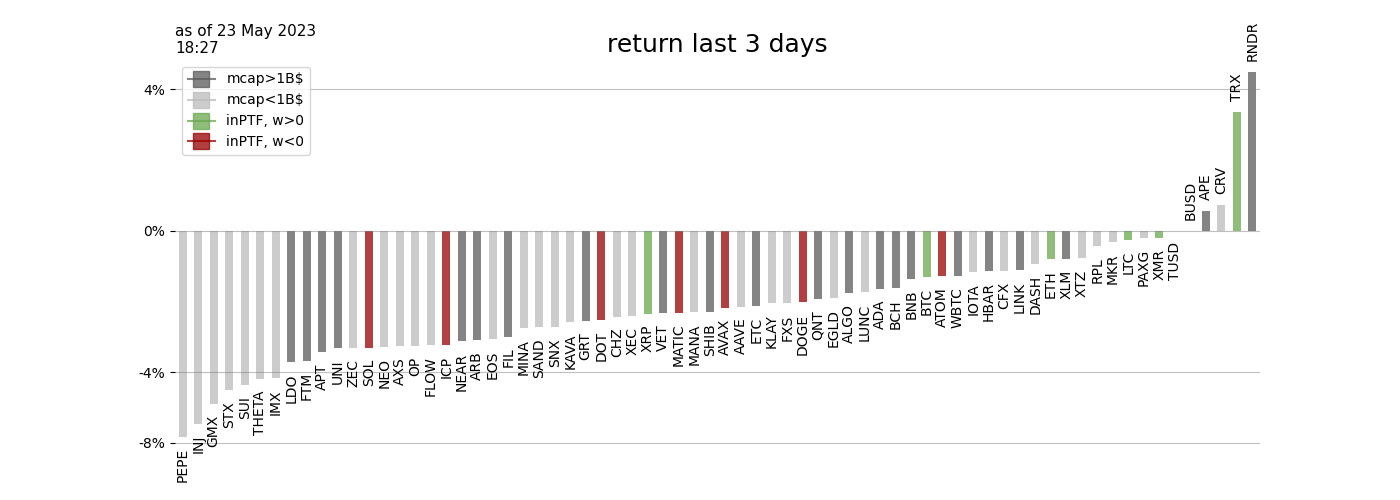 as of 23 May 2023
18:27
return last 3 days
mcap>1B$
mcap<1B$
inPTF, w>0
inPTF, w<0
4%
0%
-4%
-8%
PEPE
INJ
GMX
STX
SUI
THETA
IMX
LDO
FTM
APT
UNI
ZEC
SOL
NEO
AXS
OP
FLOW
ICP
NEAR
ARB
EOS
FIL
MINA
SAND
SNX
KAVA
GRT
DOT
CHZ
XEC
XRP
VET
MATIC
MANA
SHIB
AVAX
AAVE
ETC
KLAY
FXS
DOGE
QNT
EGLD
ALGO
LUNC
ADA
BCH
BNB
BTC
ATOM
WBTC
IOTA
HBAR
CFX
LINK
DASH
ETH
XLM
XTZ
RPL
MKR
LTC
PAXG
XMR
TUSD
BUSD
APE
CRV
TRX
RNDR